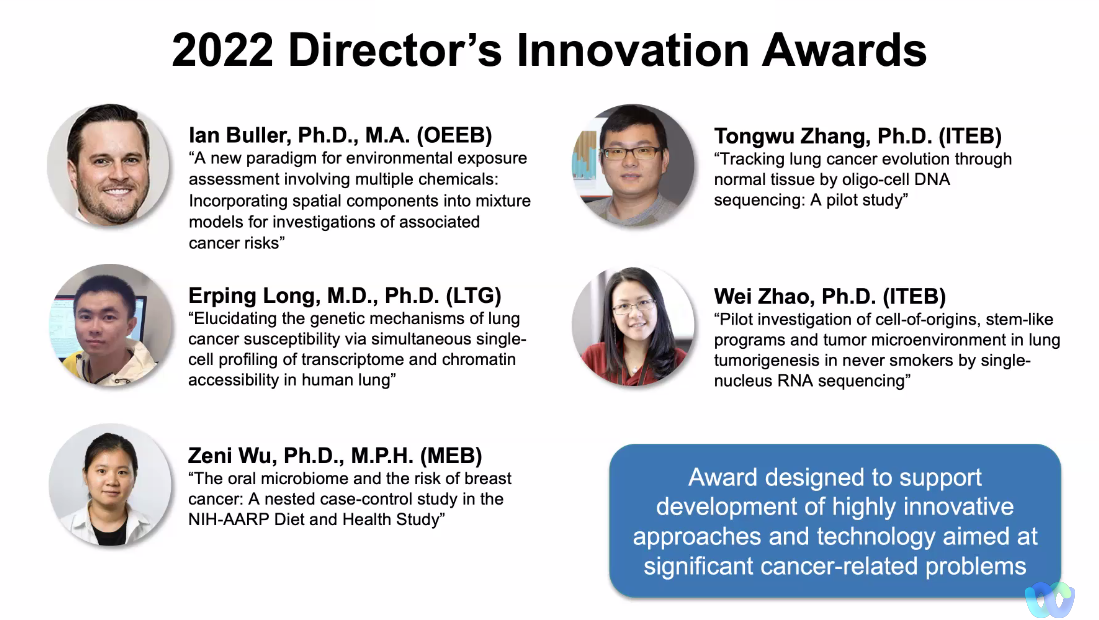 2022 Director’s Innovation Awards
Ian Buller, Ph.D., M.A. (OEEB)
“A new paradigm for environmental exposure
assessment involving multiple chemicals:
Incorporating spatial components into mixture
models for investigations of associated
cancer risks”
Tongwu Zhang, Ph.D. (ITEB)
“Tracking lung cancer evolution through
normal tissue by oligo-cell DNA
sequencing: A pilot study”
Erping Long, M.D., Ph.D. (LTG)
“Elucidating the genetic mechanisms of lung
cancer susceptibility via simultaneous single-
cell profiling of transcriptome and chromatin
accessibility in human lung”
Wei Zhao, Ph.D. (ITEB)
“Pilot investigation of cell-of-origins, stem-like
programs and tumor microenvironment in lung
tumorigenesis in never smokers by single-
nucleus RNA sequencing”
Zeni Wu, Ph.D., M.P.H. (MEB)
“The oral microbiome and the risk of breast
cancer: A nested case-control study in the
NIH-AARP Diet and Health Study”
Award designed to support
development of highly innovative
approaches and technology aimed at
significant cancer-related problems